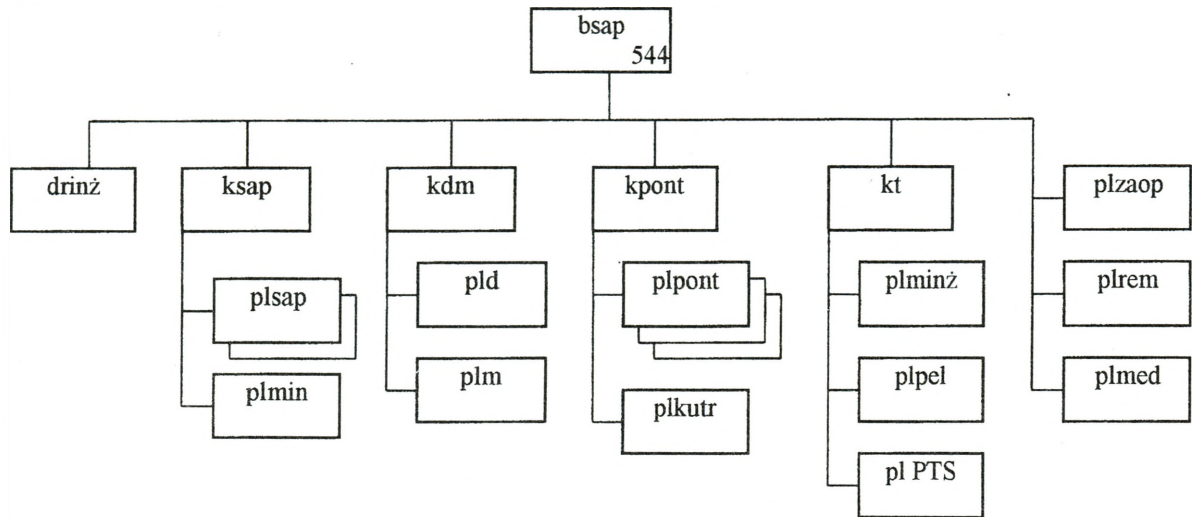 bsap
544
drinż
ksap
kdm
kpont
kt
plzaop
plsap
pld
plpont
plminż
plrem
plmin
plm
plkutr
plpel
plmed
pl PTS